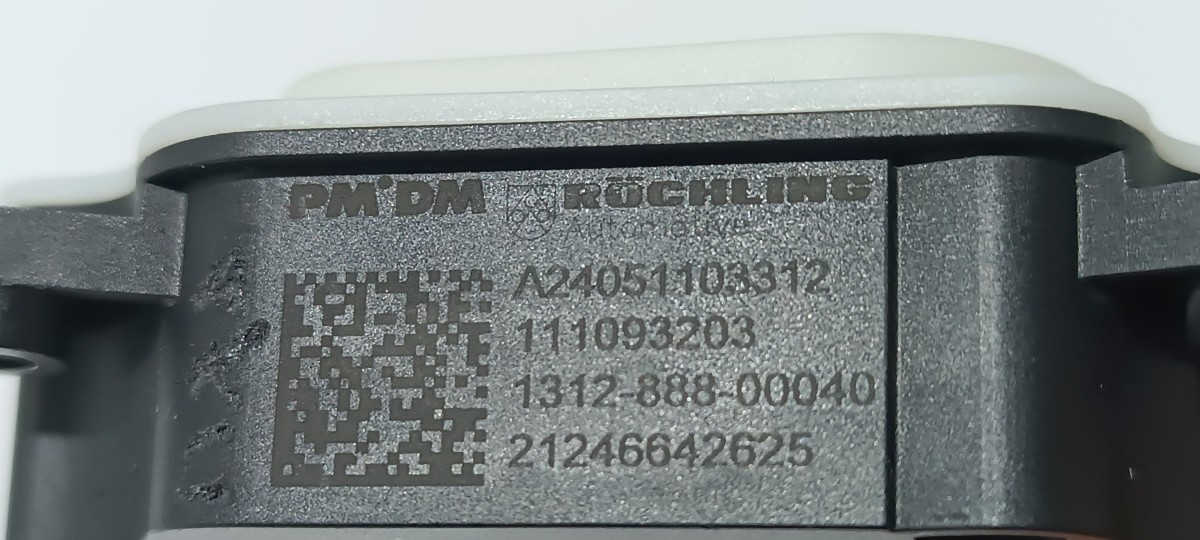 PM°DM RÖCHLING
Automotive
A24051103312
111093203
1312-888-00040
21246642625